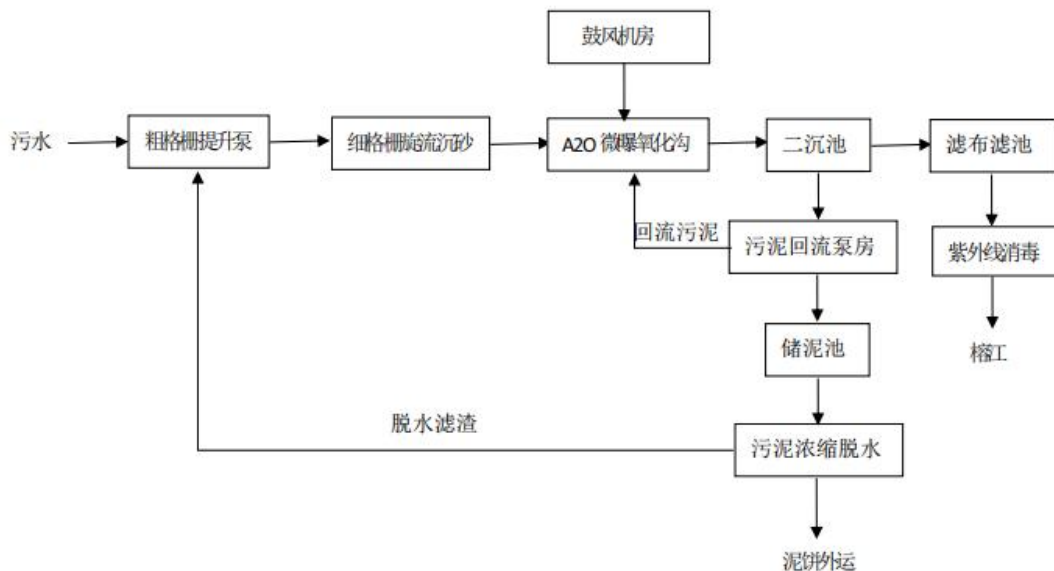 鼓风机房
污水
粗格栅提升泵
细格栅旋流沉砂
A2O 微曝氧化沟
二沉池
滤布滤池
回流污泥
污泥回流泵房
紫外线消毒
储泥池
榕江
脱水滤渣
污泥浓缩脱水
泥饼外运